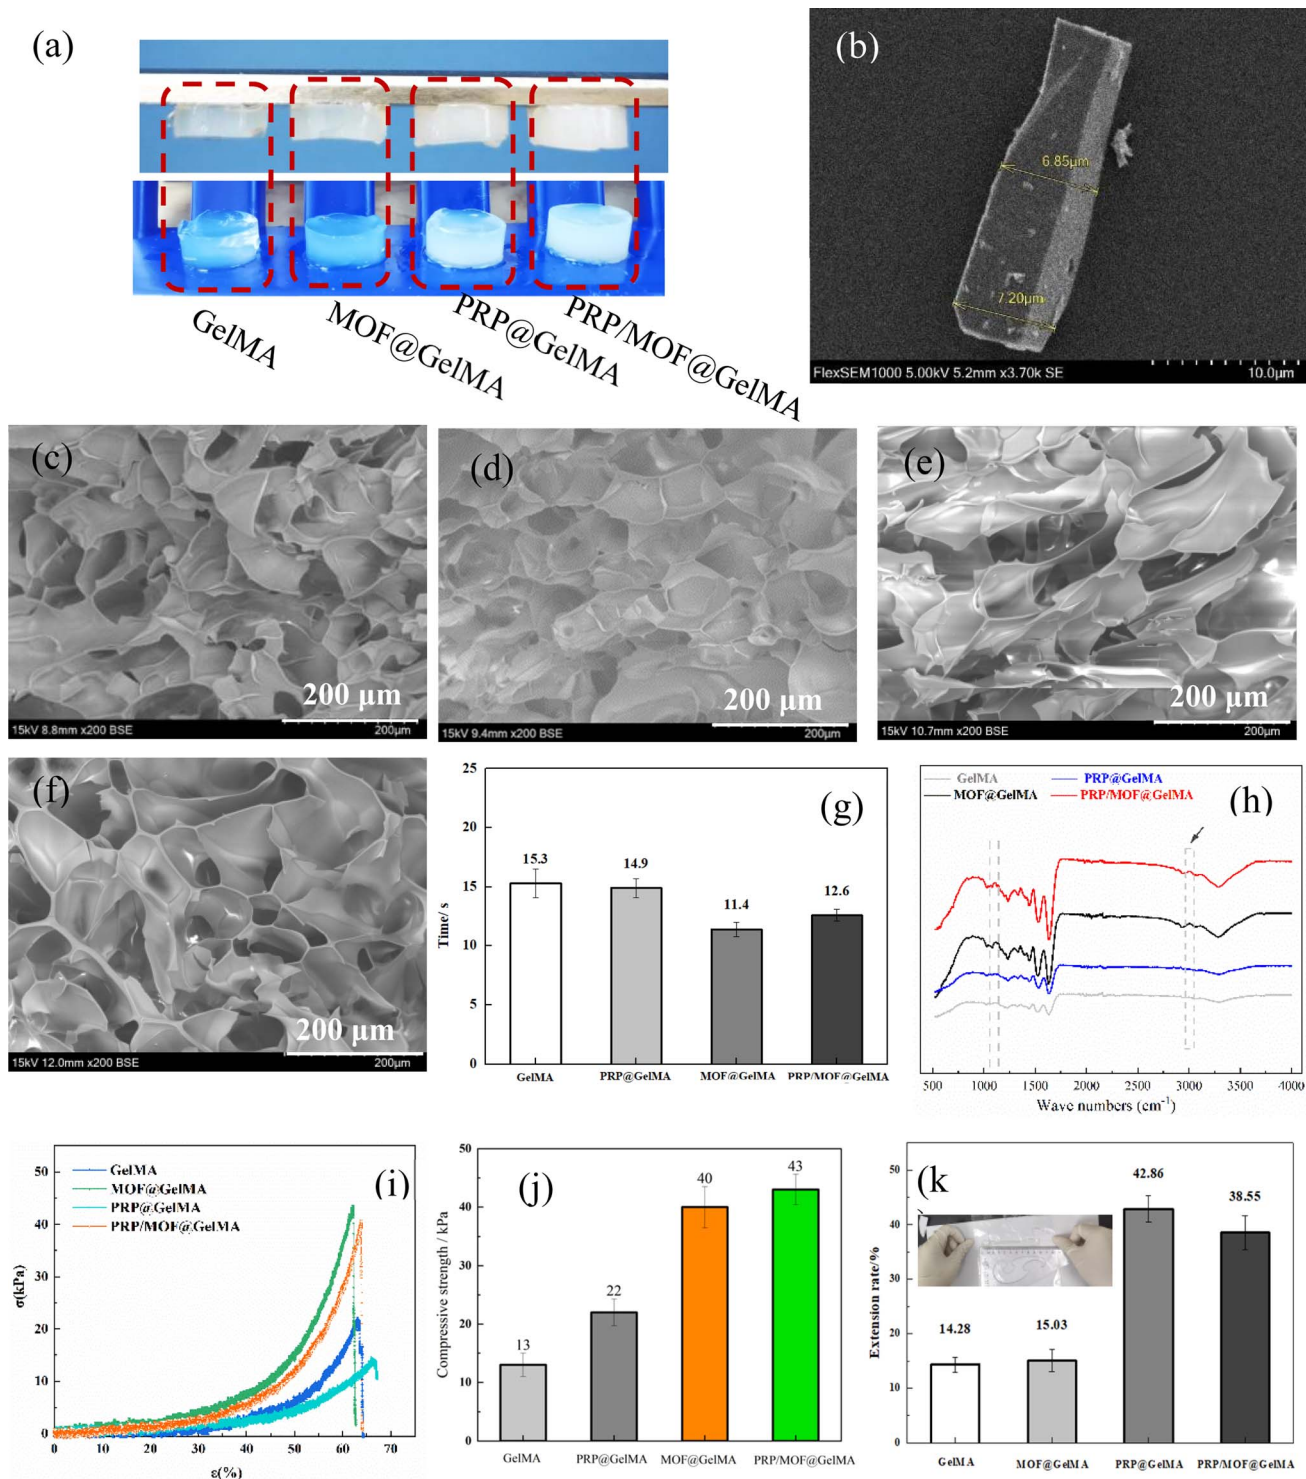 (a)
GelMA
MOF@GelMA
PRP@GelMA
PRP/MOF@GelMA
(b)
6.85µm
7.20µm
FlexSEM1000 5.00kV 5.2mm x3.70k SE
10.0µm
(c)
200 µm
15kV 8.8mm x200 BSE
200µm
(d)
200 µm
15kV 9.4mm x200 BSE
200µm
(e)
200 µm
15kV 10.7mm x200 BSE
200µm
(f)
200 µm
15kV 12.0mm x200 BSE
200µm
(g)
Time/ s
25
20
15
10
5
0
15.3
14.9
11.4
12.6
GelMA
PRP@GelMA
MOF@GelMA
PRP/MOF@GelMA
(h)
GelMA
PRP@GelMA
MOF@GelMA
PRP/MOF@GelMA
500
1000
1500
2000
2500
3000
3500
4000
Wave numbers (cm⁻¹)
(i)
GelMA
MOF@GelMA
PRP@GelMA
PRP/MOF@GelMA
σ(kPa)
50
40
30
20
10
0
0
10
20
30
40
50
60
70
ε(%)
(j)
Compressive strength / kPa
50
40
30
20
10
0
13
22
40
43
GelMA
PRP@GelMA
MOF@GelMA
PRP/MOF@GelMA
(k
Extension rate/%
50
40
30
20
10
0
14.28
15.03
42.86
38.55
GelMA
MOF@GelMA
PRP@GelMA
PRP/MOF@GelMA